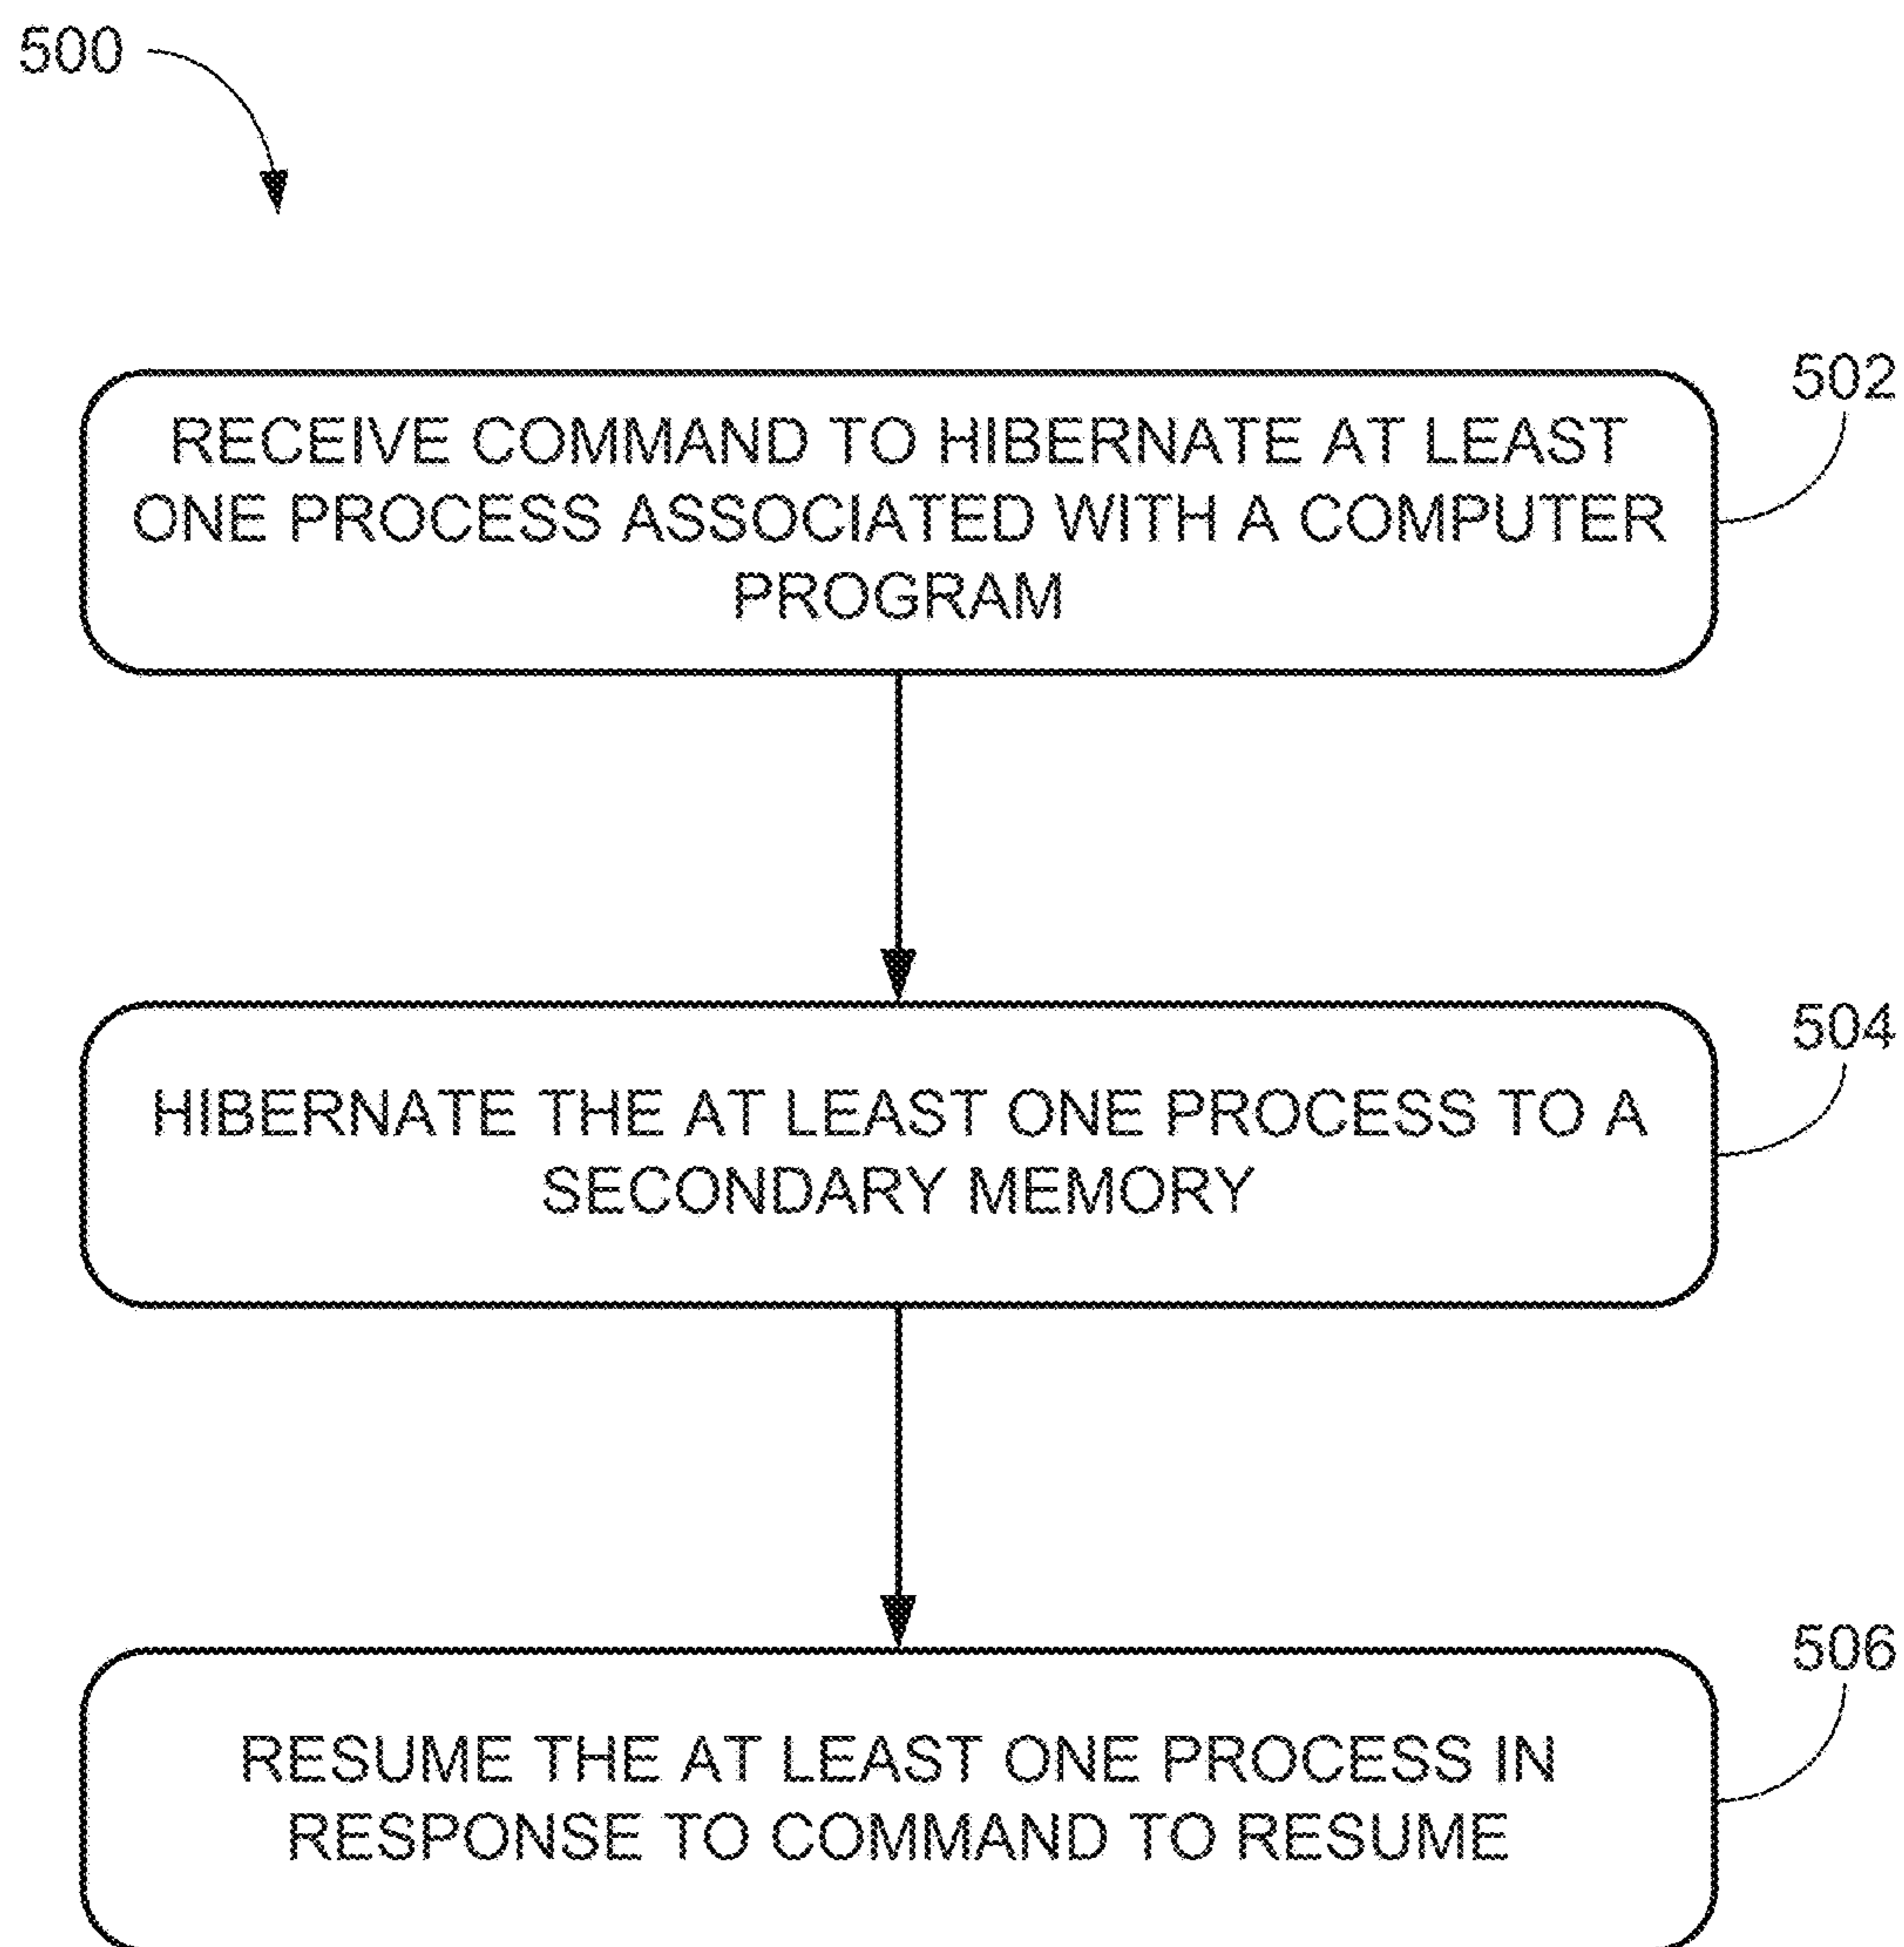 500
502
RECEIVE COMMAND TO HIBERNATE AT LEAST
ONE PROCESS ASSOCIATED WITH A COMPUTER
PROGRAM
504
HIBERNATE THE AT LEAST ONE PROCESS TO A
SECONDARY MEMORY
506
RESUME THE AT LEAST ONE PROCESS IN
RESPONSE TO COMMAND TO RESUME